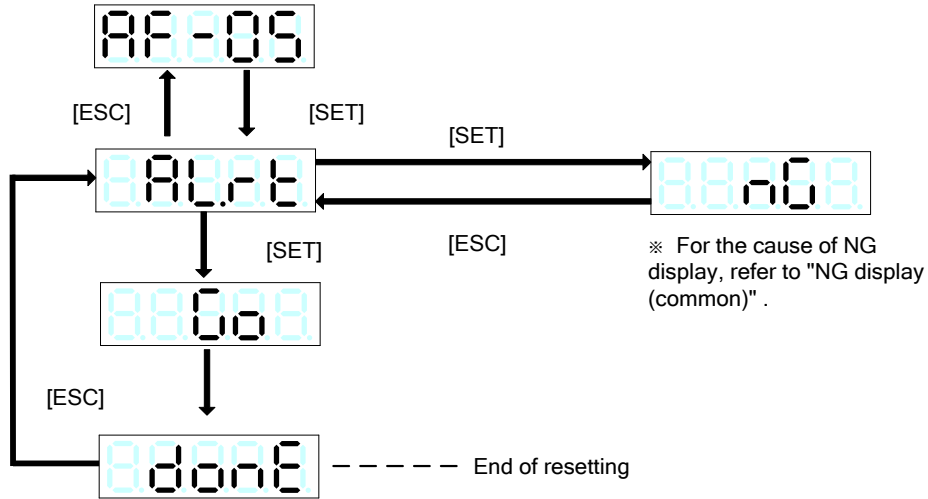 AF-05
[ESC]
[SET]
[SET]
AL.rt
nG
[SET]
[ESC]
※ For the cause of NG
display, refer to "NG display
(common)" .
Go
[ESC]
donE
End of resetting